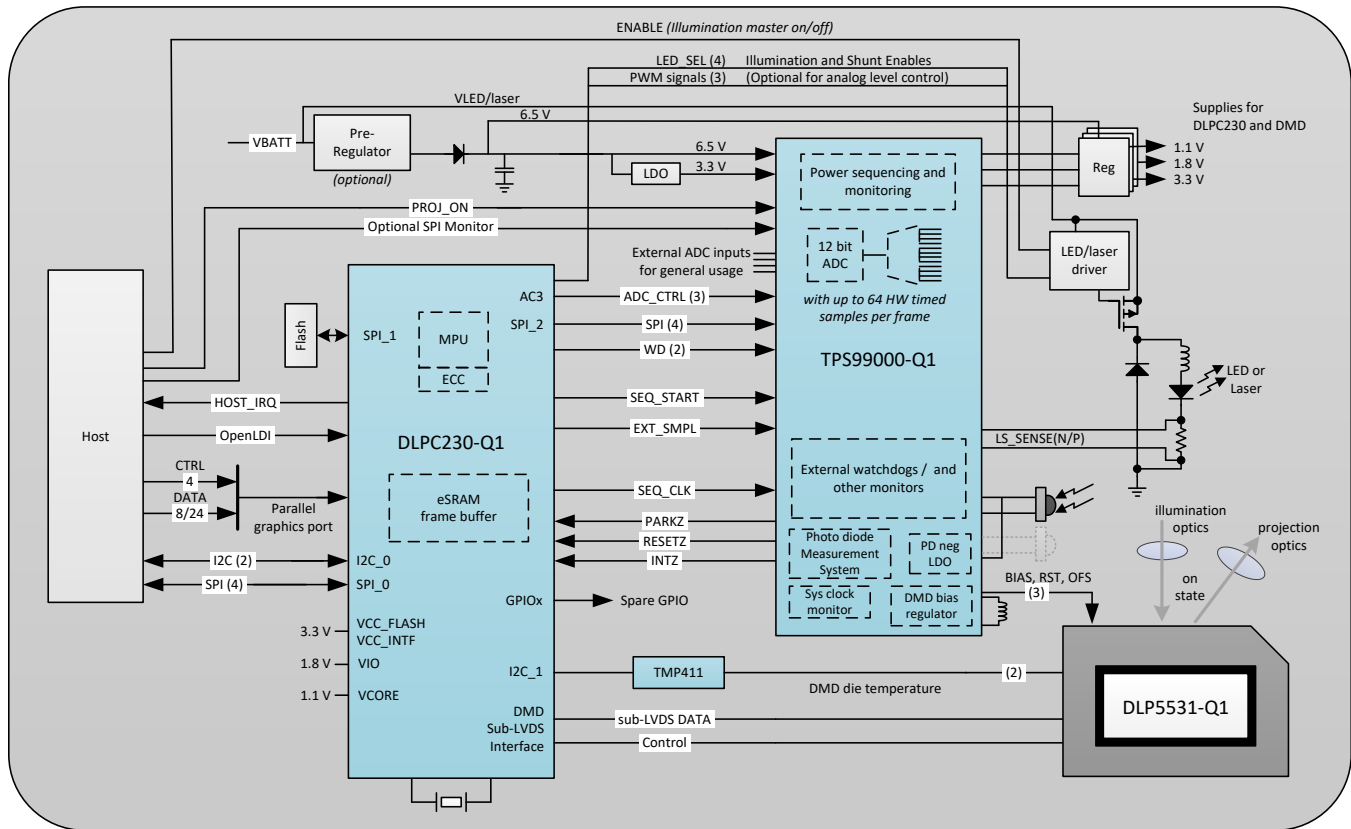 ENABLE (Illumination master on/off)
LED_SEL (4) Illumination and Shunt Enables
PWM signals (3) (Optional for analog level control)
VLED/laser
6.5 V
Supplies for
DLPC230 and DMD
VBATT
Pre-
Regulator
(optional)
LDO
6.5 V
3.3 V
Power sequencing and
monitoring
Reg
1.1 V
1.8 V
3.3 V
PROJ_ON
Optional SPI Monitor
External ADC inputs
for general usage
12 bit
ADC
with up to 64 HW timed
samples per frame
TPS99000-Q1
LED/laser
driver
LED or
Laser
LS_SENSE(N/P)
Host
Flash
SPI_1
MPU
ECC
AC3
SPI_2
ADC_CTRL (3)
SPI (4)
WD (2)
SEQ_START
EXT_SMPL
SEQ_CLK
PARKZ
RESETZ
INTZ
HOST_IRQ
OpenLDI
CTRL
4
DATA
8/24
Parallel
graphics port
I2C (2)
SPI (4)
DLPC230-Q1
eSRAM
frame buffer
I2C_0
SPI_0
GPIOx
Spare GPIO
3.3 V
VCC_FLASH
VCC_INTF
1.8 V
VIO
1.1 V
VCORE
I2C_1
DMD
Sub-LVDS
Interface
TMP411
DMD die temperature
(2)
sub-LVDS DATA
Control
External watchdogs / and
other monitors
Photo diode
Measurement
System
PD neg
LDO
Sys clock
monitor
DMD bias
regulator
BIAS, RST, OFS
(3)
illumination
optics
projection
optics
on
state
DLP5531-Q1